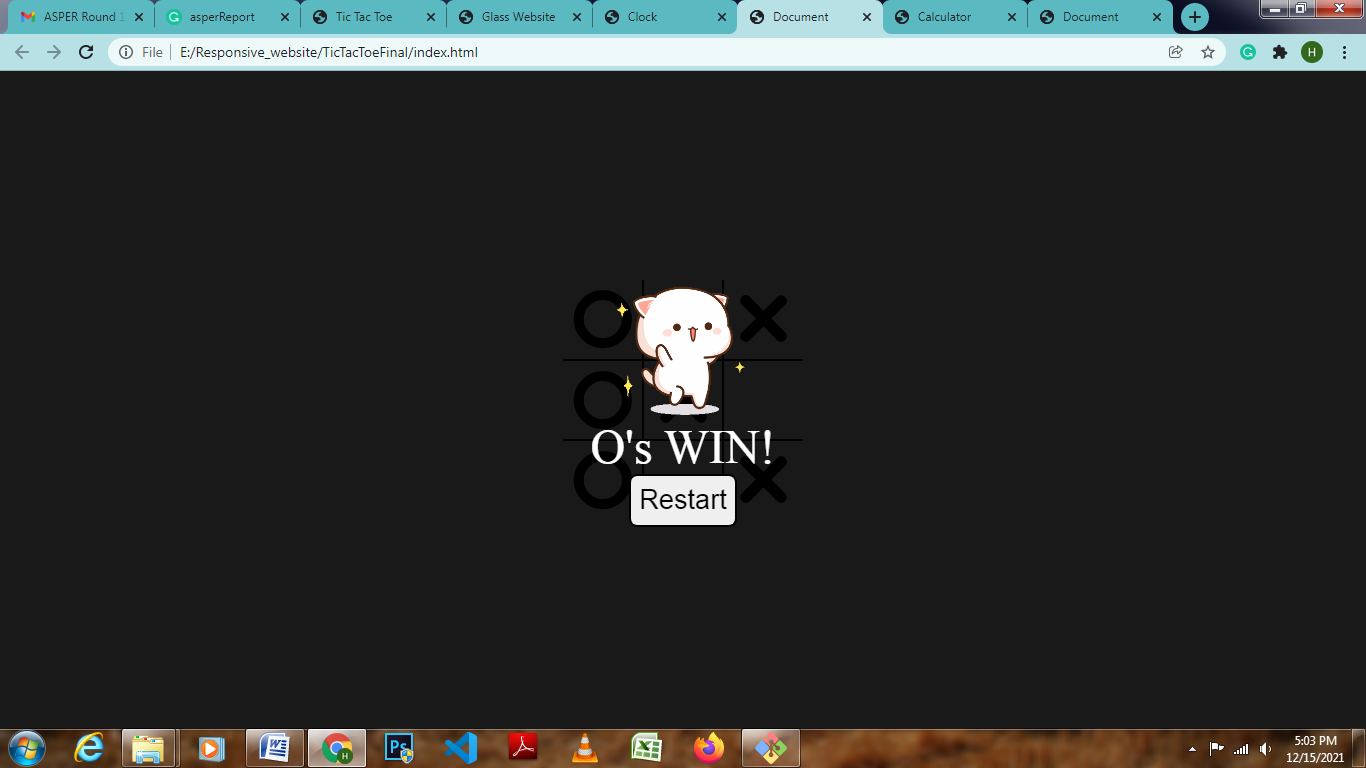 ASPER Round 1
asperReport
Tic Tac Toe
Glass Website
Clock
Document
Calculator
Document
File
E:/Responsive_website/TicTacToeFinal/index.html
H
O's WIN!
Restart
5:03 PM
12/15/2021